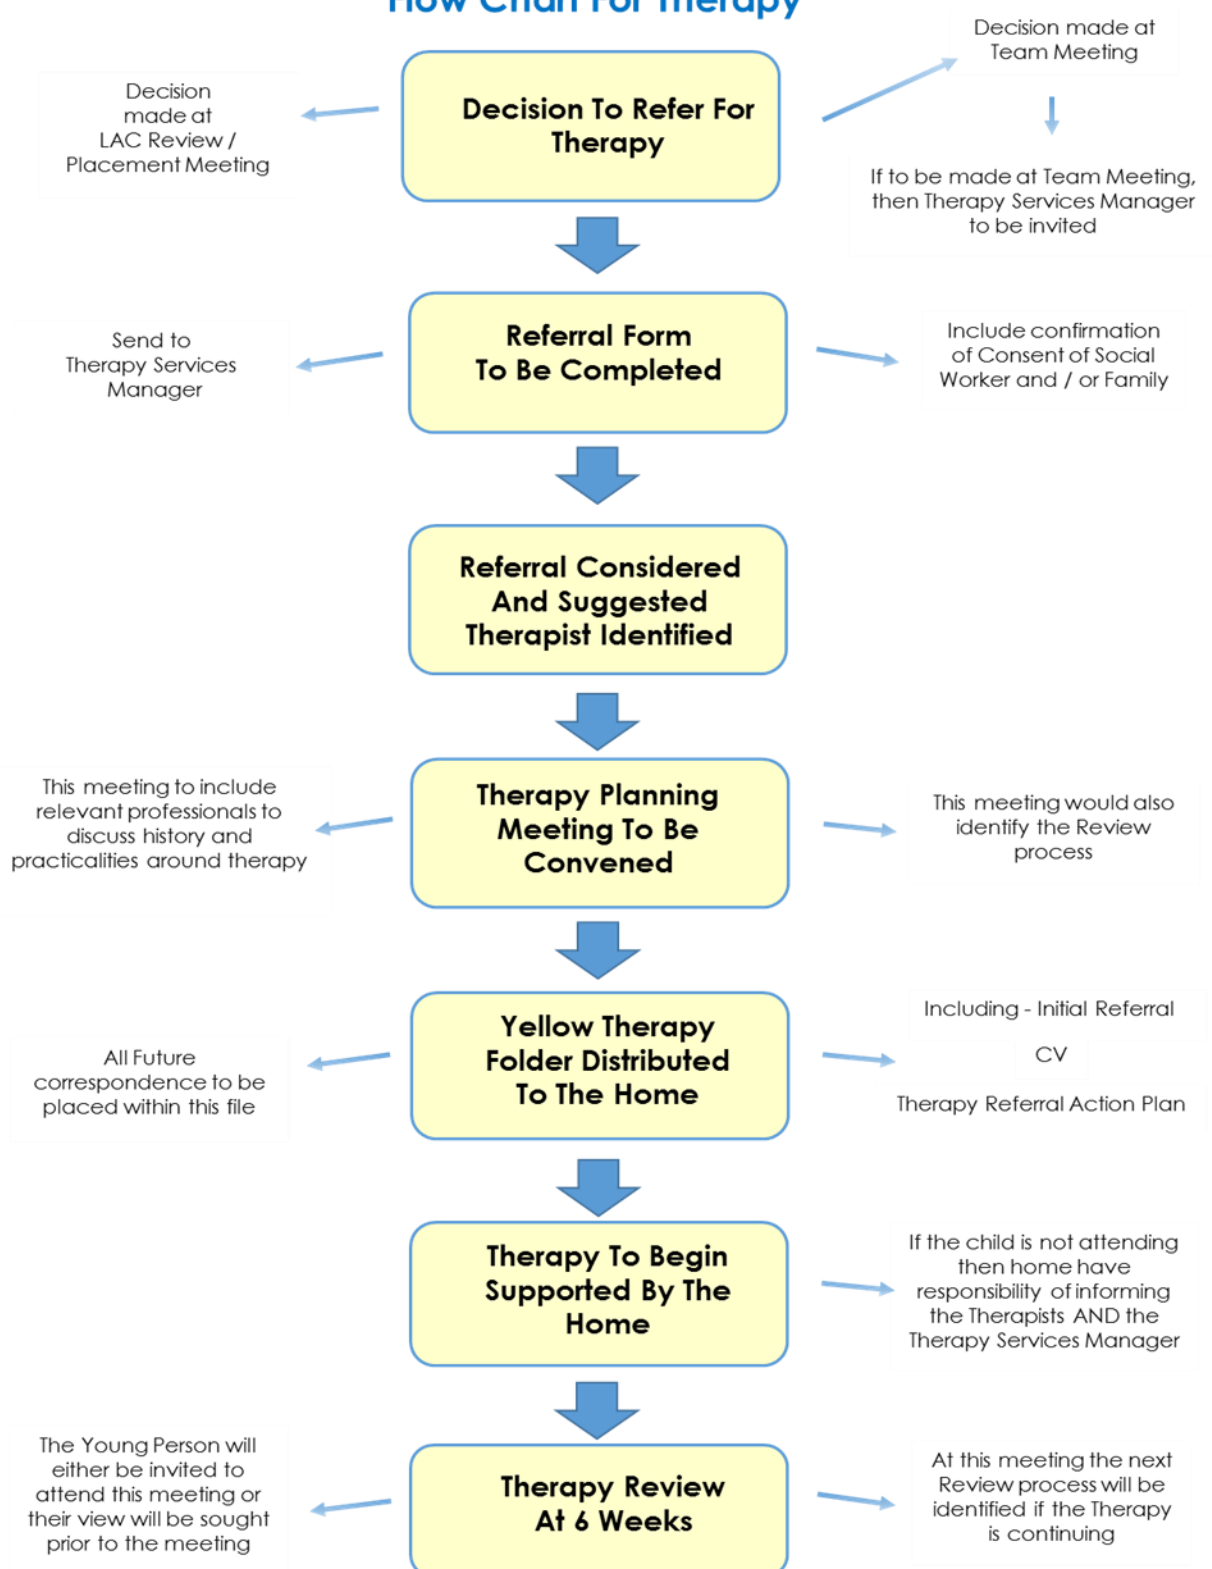 Flow Chart For Therapy
Decision made at
Team Meeting
Decision
made at
LAC Review /
Placement Meeting
Decision To Refer For
Therapy
If to be made at Team Meeting,
then Therapy Services Manager
to be invited
Send to
Therapy Services
Manager
Referral Form
To Be Completed
Include confirmation
of Consent of Social
Worker and / or Family
Referral Considered
And Suggested
Therapist Identified
This meeting to include
relevant professionals to
discuss history and
practicalities around therapy
Therapy Planning
Meeting To Be
Convened
This meeting would also
identify the Review
process
All Future
correspondence to be
placed within this file
Yellow Therapy
Folder Distributed
To The Home
Including - Initial Referral
CV
Therapy Referral Action Plan
Therapy To Begin
Supported By The
Home
If the child is not attending
then home have
responsibility of informing
the Therapists AND the
Therapy Services Manager
The Young Person will
either be invited to
attend this meeting or
their view will be sought
prior to the meeting
Therapy Review
At 6 Weeks
At this meeting the next
Review process will be
identified if the Therapy
is continuing